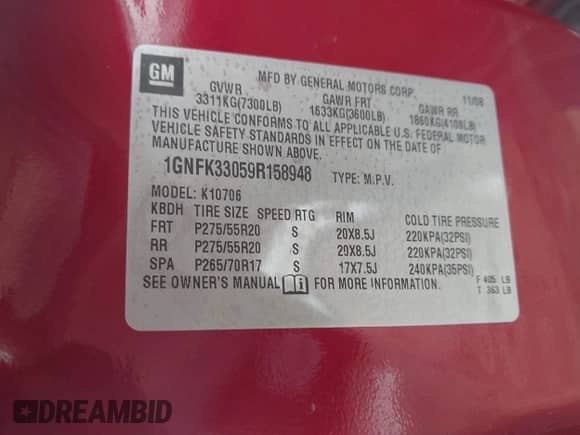 GM
MFD BY GENERAL MOTORS CORP. 11/08
GVWR GAWR FRT GAWR RR
3311KG(7300LB) 1633KG(3600LB) 1860KG(4100LB)
THIS VEHICLE CONFORMS TO ALL APPLICABLE U.S. FEDERAL MOTOR
VEHICLE SAFETY STANDARDS IN EFFECT ON THE DATE OF
MANUFACTURE SHOWN ABOVE.
1GNFK33059R158948 TYPE: M.P.V.
MODEL: K10706
KBDH TIRE SIZE SPEED RTG RIM COLD TIRE PRESSURE
FRT P275/55R20 S 20X8.5J 220KPA(32PSI)
RR P275/55R20 S 20X8.5J 220KPA(32PSI)
SPA P265/70R17 S 17X7.5J 240KPA(35PSI)
SEE OWNER'S MANUAL FOR MORE INFORMATION.
F 405 LB
T 363 LB
DREAMBID